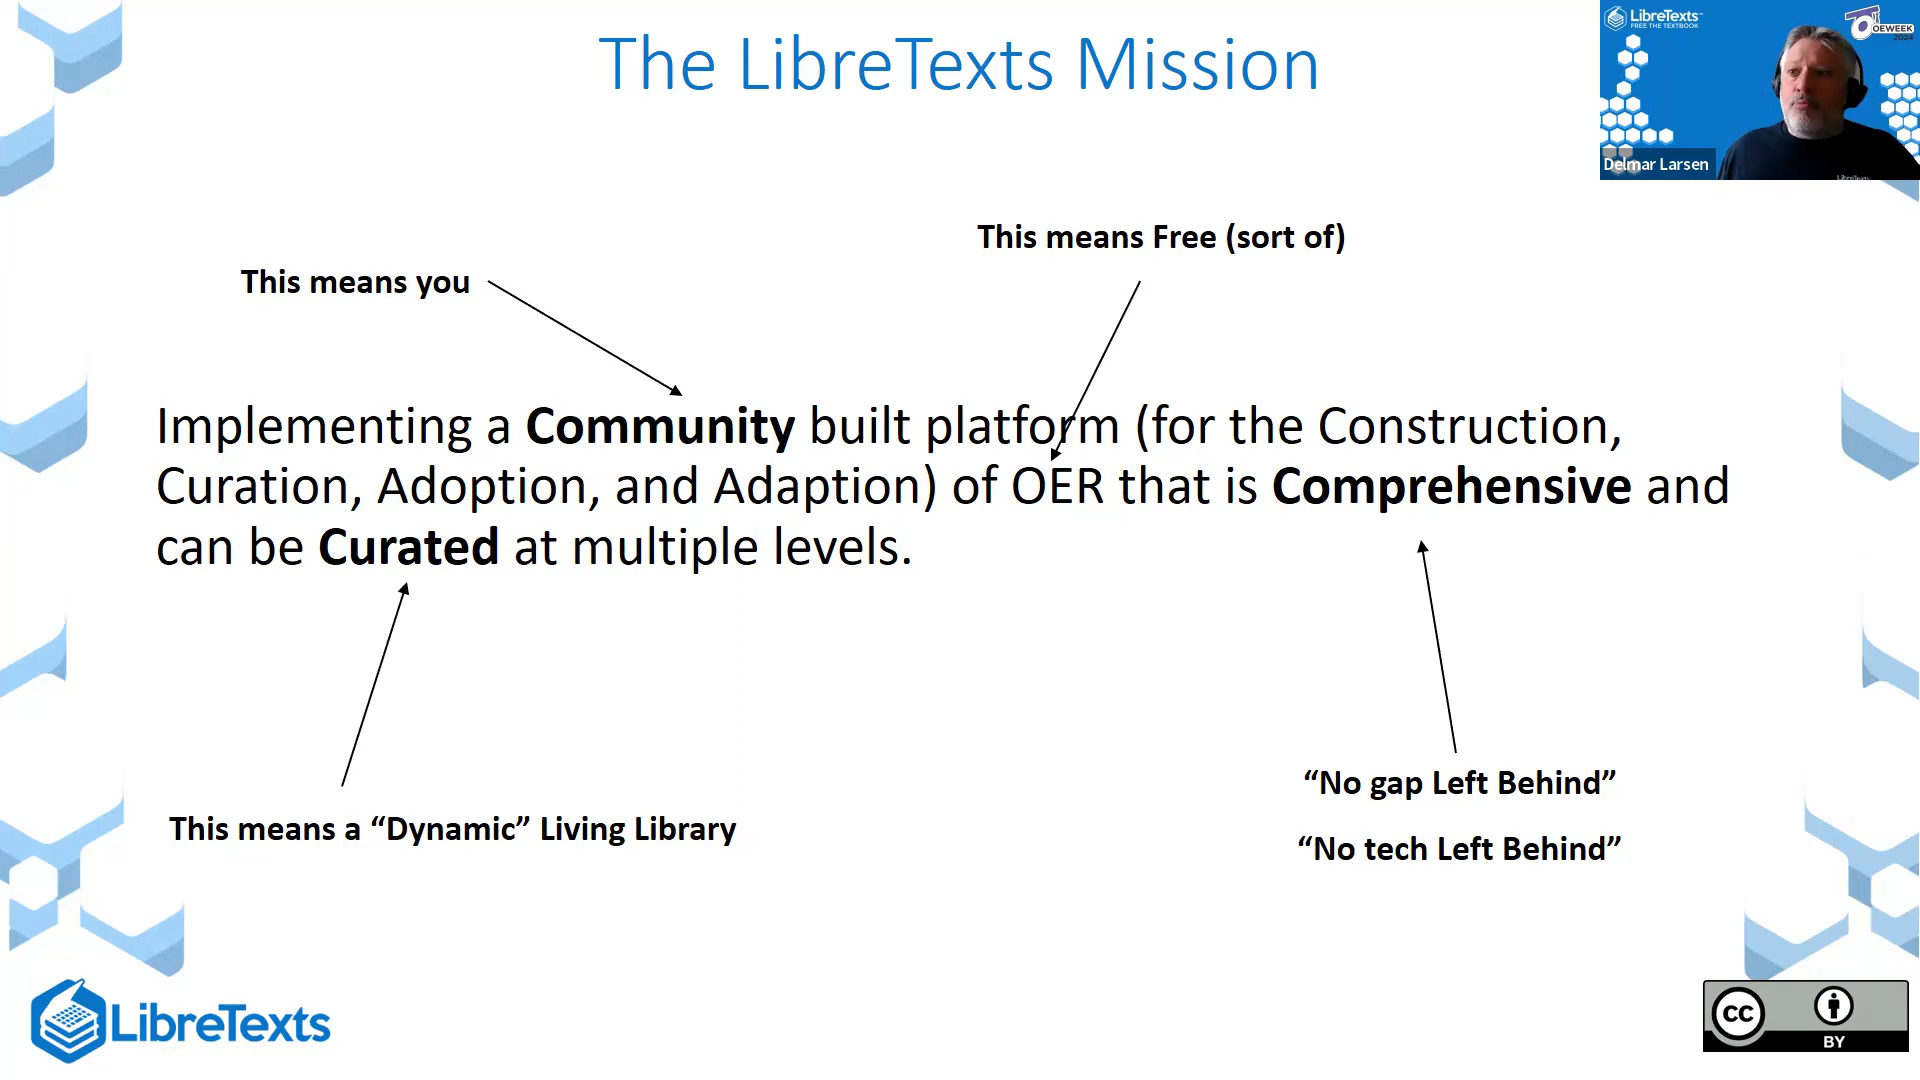 The LibreTexts Mission
LibreTexts™
FREE THE TEXTBOOK
OEWEEK
2024
Delmar Larsen
LibreTexts
This means Free (sort of)
This means you
Implementing a Community built platform (for the Construction,
Curation, Adoption, and Adaption) of OER that is Comprehensive and
can be Curated at multiple levels.
“No gap Left Behind”
This means a “Dynamic” Living Library
“No tech Left Behind”
LibreTexts
CC
BY